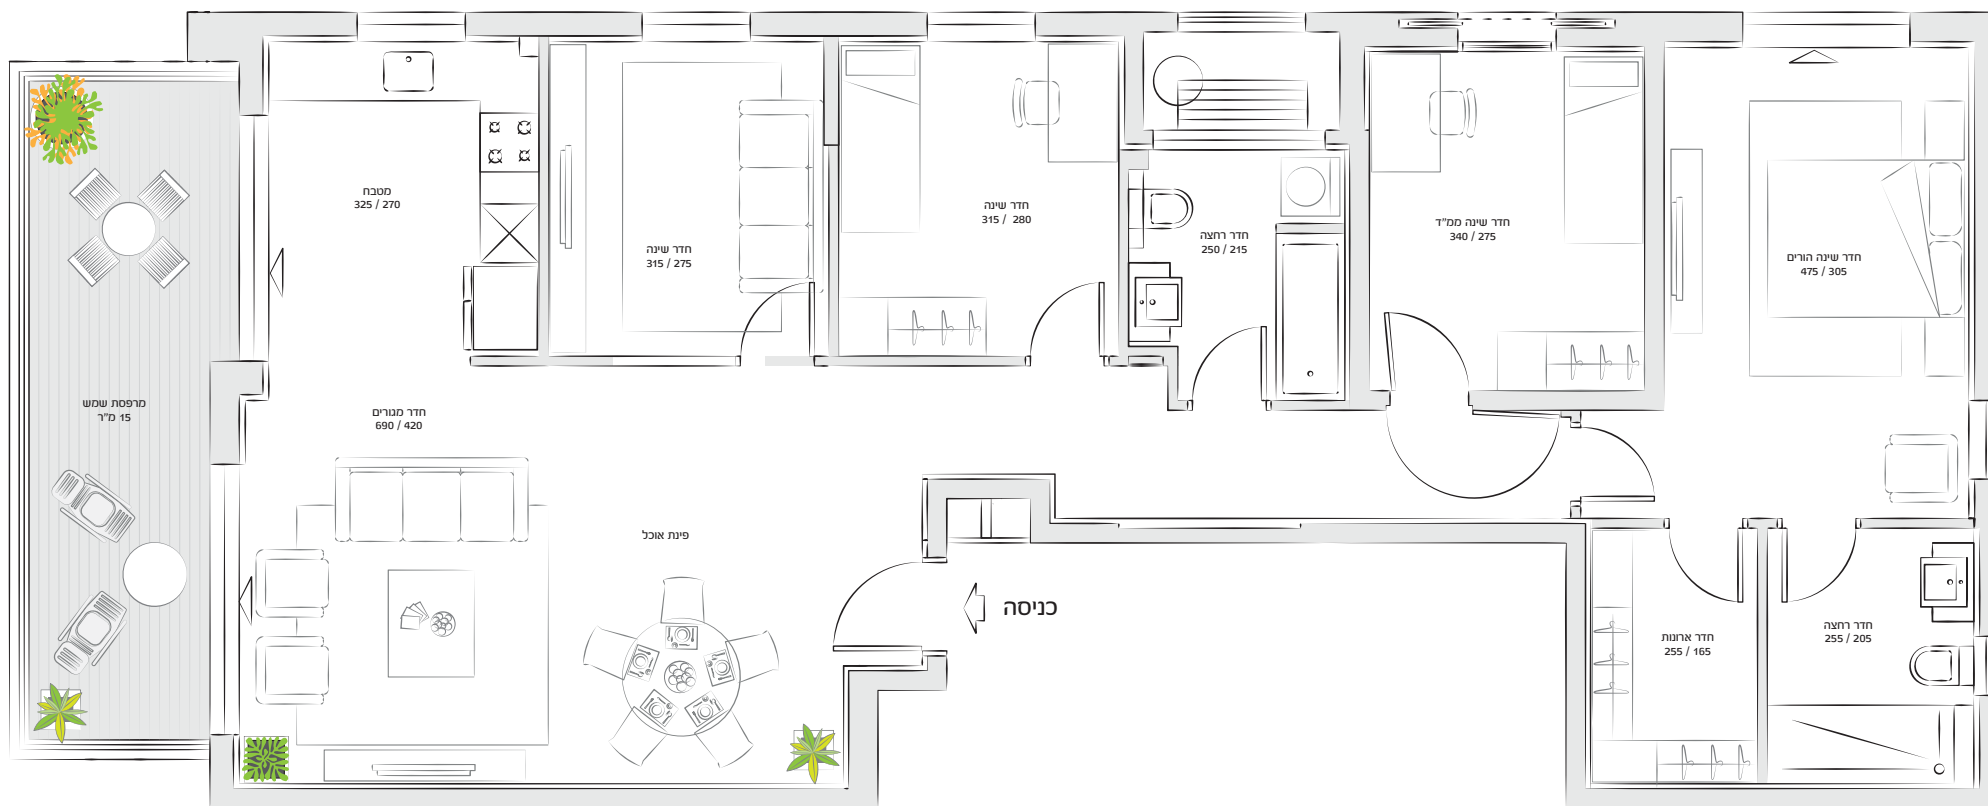 מטבח
325 / 270
חדר שינה
315 / 275
חדר שינה
315 / 280
חדר רחצה
250 / 215
חדר שינה ממ"ד
340 / 275
חדר שינה הורים
475 / 305
מרפסת שמש
15 מ"ר
חדר מגורים
690 / 420
פינת אוכל
כניסה
חדר ארונות
255 / 165
חדר רחצה
255 / 205